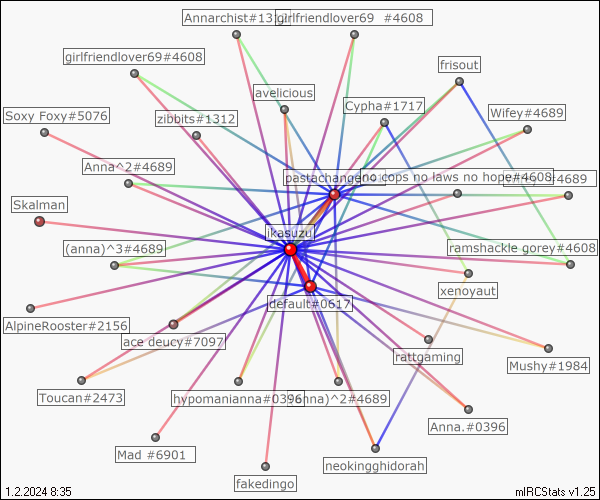 Annarchist#13
girlfriendlover69 #4608
girlfriendlover69#4608
frisout
avelicious
Cypha#1717
Soxy Foxy#5076
zibbits#1312
Wifey#4689
Anna^2#4689
pastachange
no cops no laws no hope#4608
#4689
Skalman
ikasuzu
(anna)^3#4689
ramshackle gorey#4608
xenoyaut
default#0617
AlpineRooster#2156
ace deucy#7097
rattgaming
Mushy#1984
Toucan#2473
hypomanianna#0396
nna)^2#4689
Anna.#0396
Mad #6901
neokingghidorah
fakedingo
1.2.2024 8:35
mIRCStats v1.25